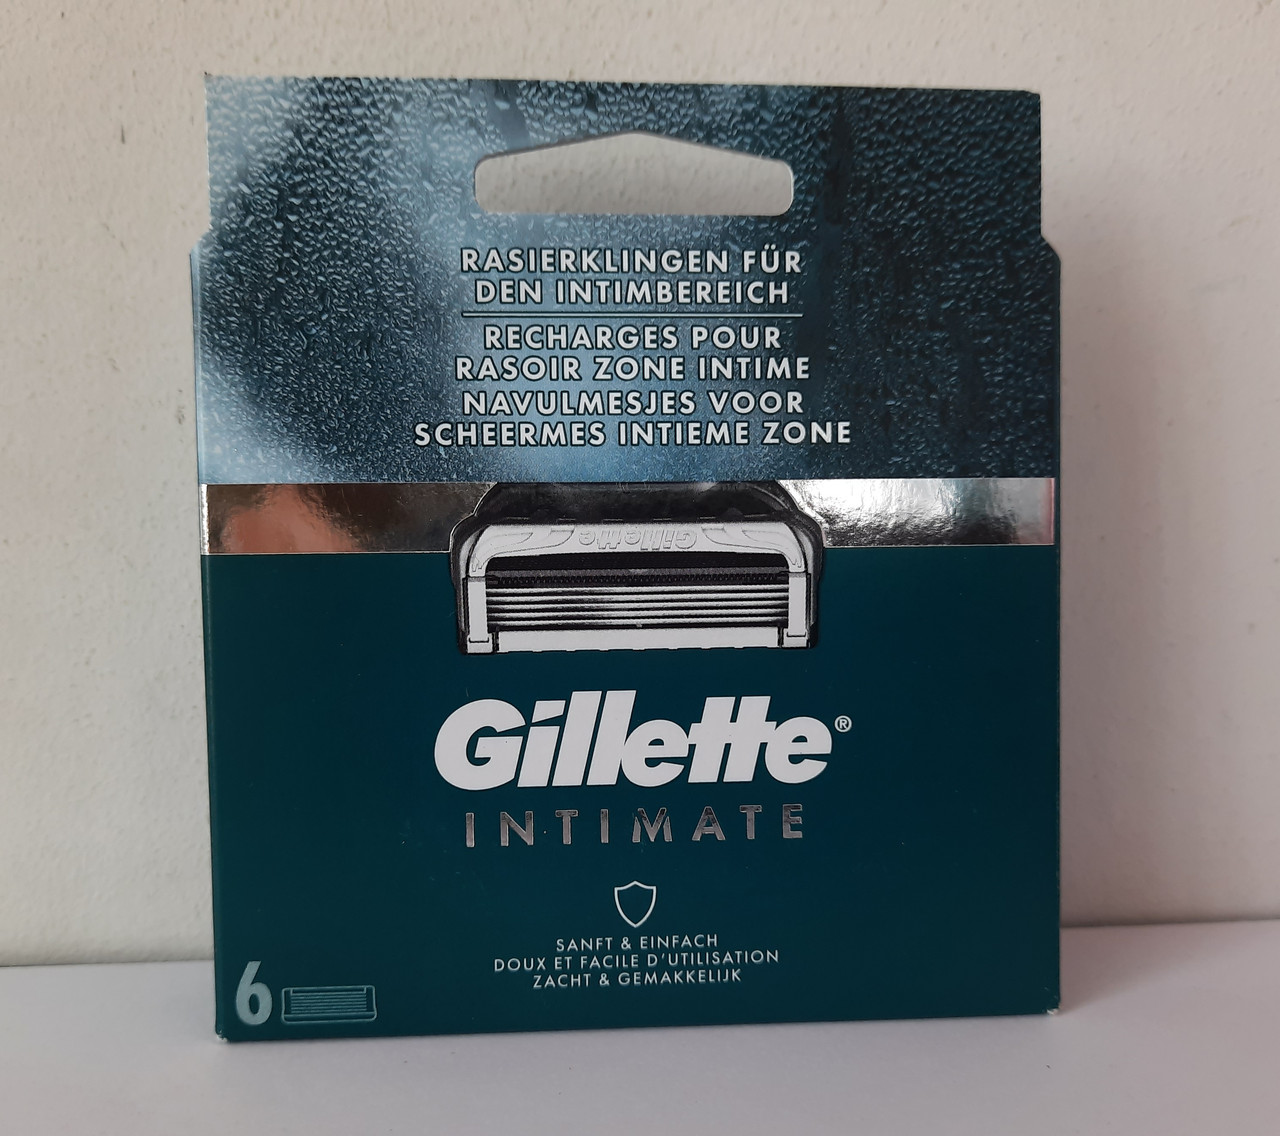 RASIERKLINGEN FÜR
DEN INTIMBEREICH
RECHARGES POUR
RASOIR ZONE INTIME
NAVULMESJES VOOR
SCHEERMES INTIEME ZONE
Gillette Gillette
Gillette®
INTIMATE
SANFT & EINFACH
DOUX ET FACILE D'UTILISATION
ZACHT & GEMAKKELIJK
6